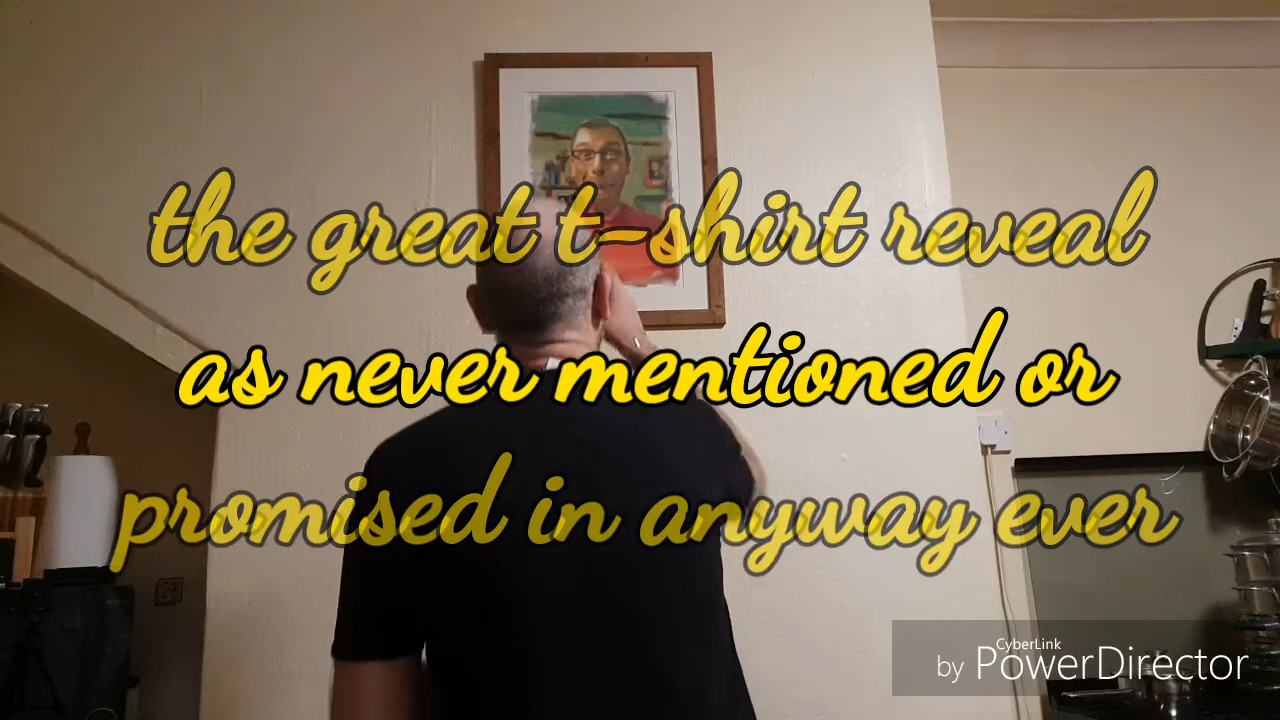 the great t-shirt reveal
as never mentioned or
promised in anyway ever
CyberLink
by PowerDirector